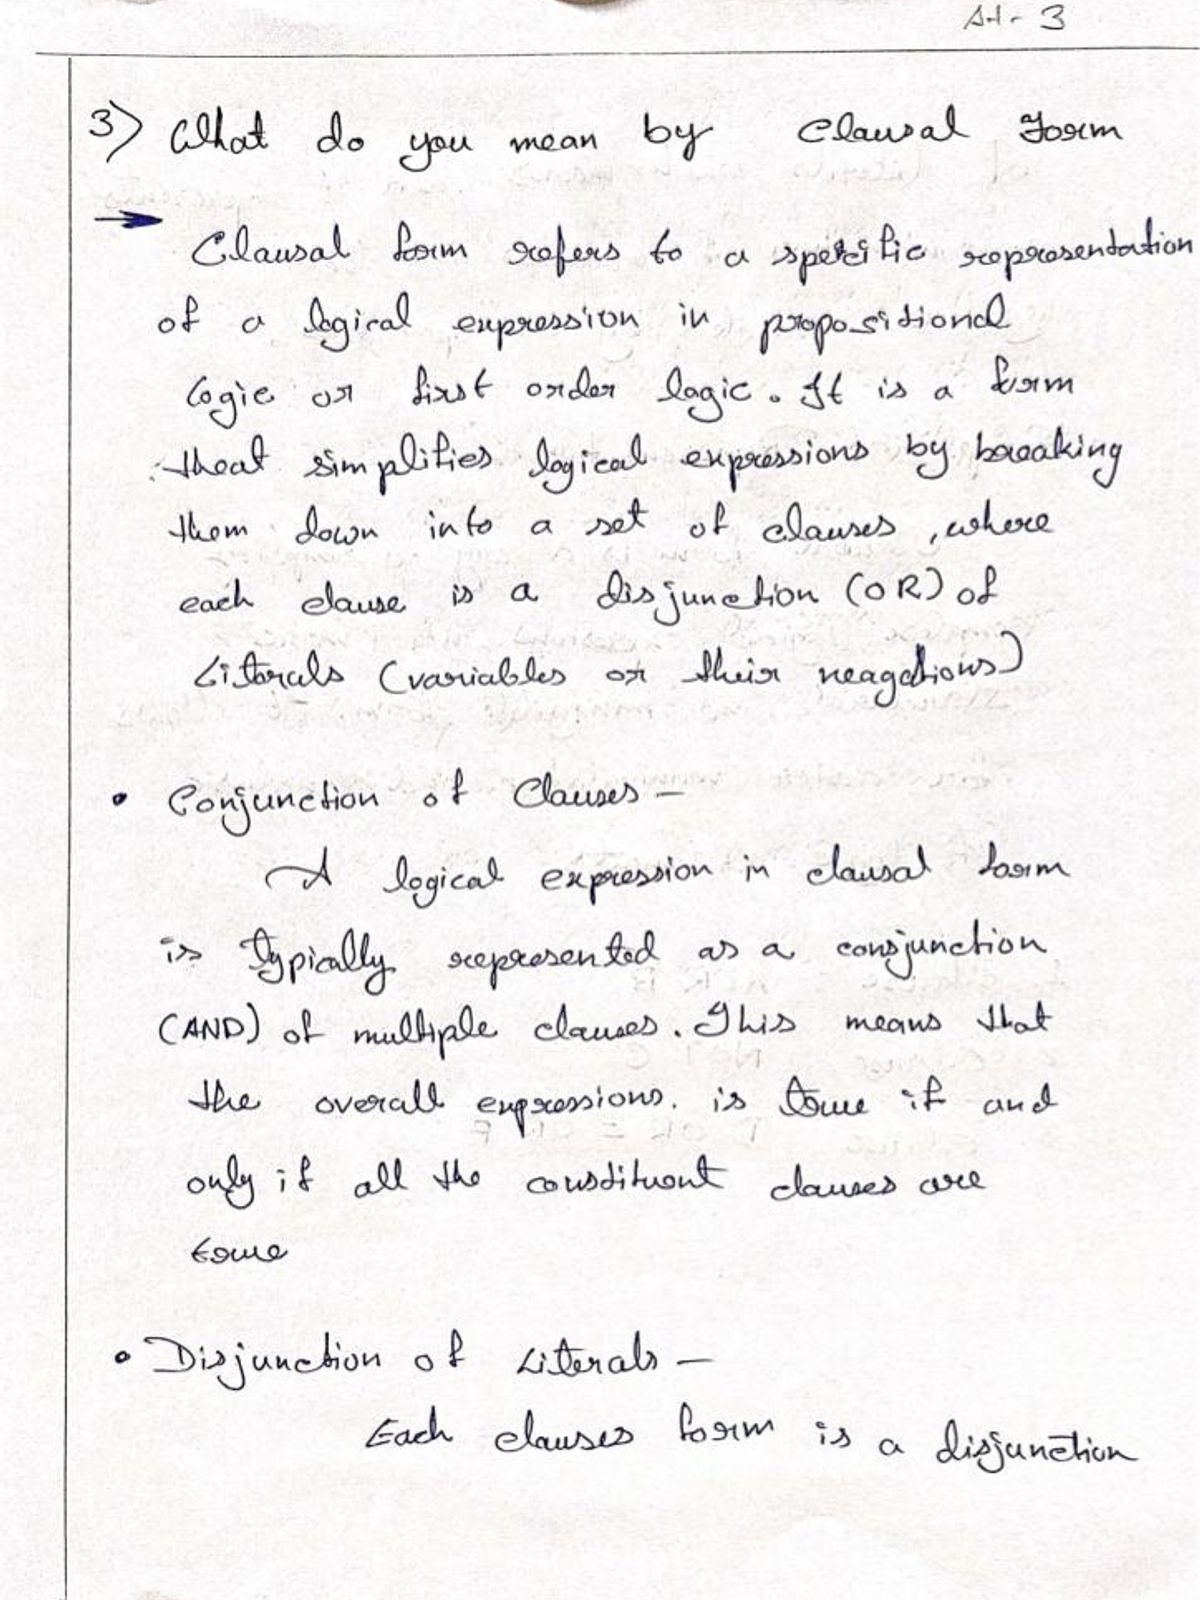 A1-3
3) What do you mean by Clausal Form
Clausal form refers to a specific representation
of a logical expression in propositional
logic or first order logic. It is a form
theat simplifies logical expressions by breaking
them down into a set of clauses, where
each clause is a disjunction (OR) of
Literals (variables or their neagations)
• Conjunction of Clauses -
A logical expression in clausal form
is typically represented as a conjunction
(AND) of multiple clauses. This means that
the overall expressions. is true if and
only if all the constituent clauses are
true
• Disjunction of Literals -
Each clauses form is a disjunction